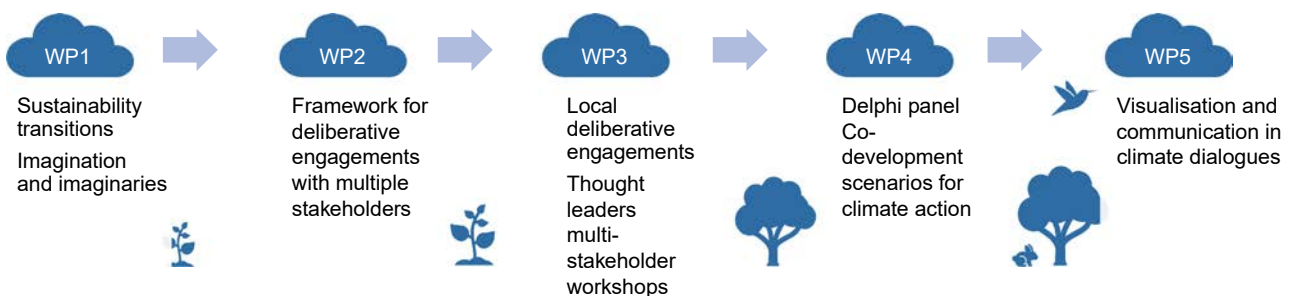 WP1
Sustainability
transitions
Imagination
and imaginaries
WP2
Framework for
deliberative
engagements
with multiple
stakeholders
WP3
Local
deliberative
engagements
Thought
leaders
multi-
stakeholder
workshops
WP4
Delphi panel
Co-
development
scenarios for
climate action
WP5
Visualisation and
communication in
climate dialogues